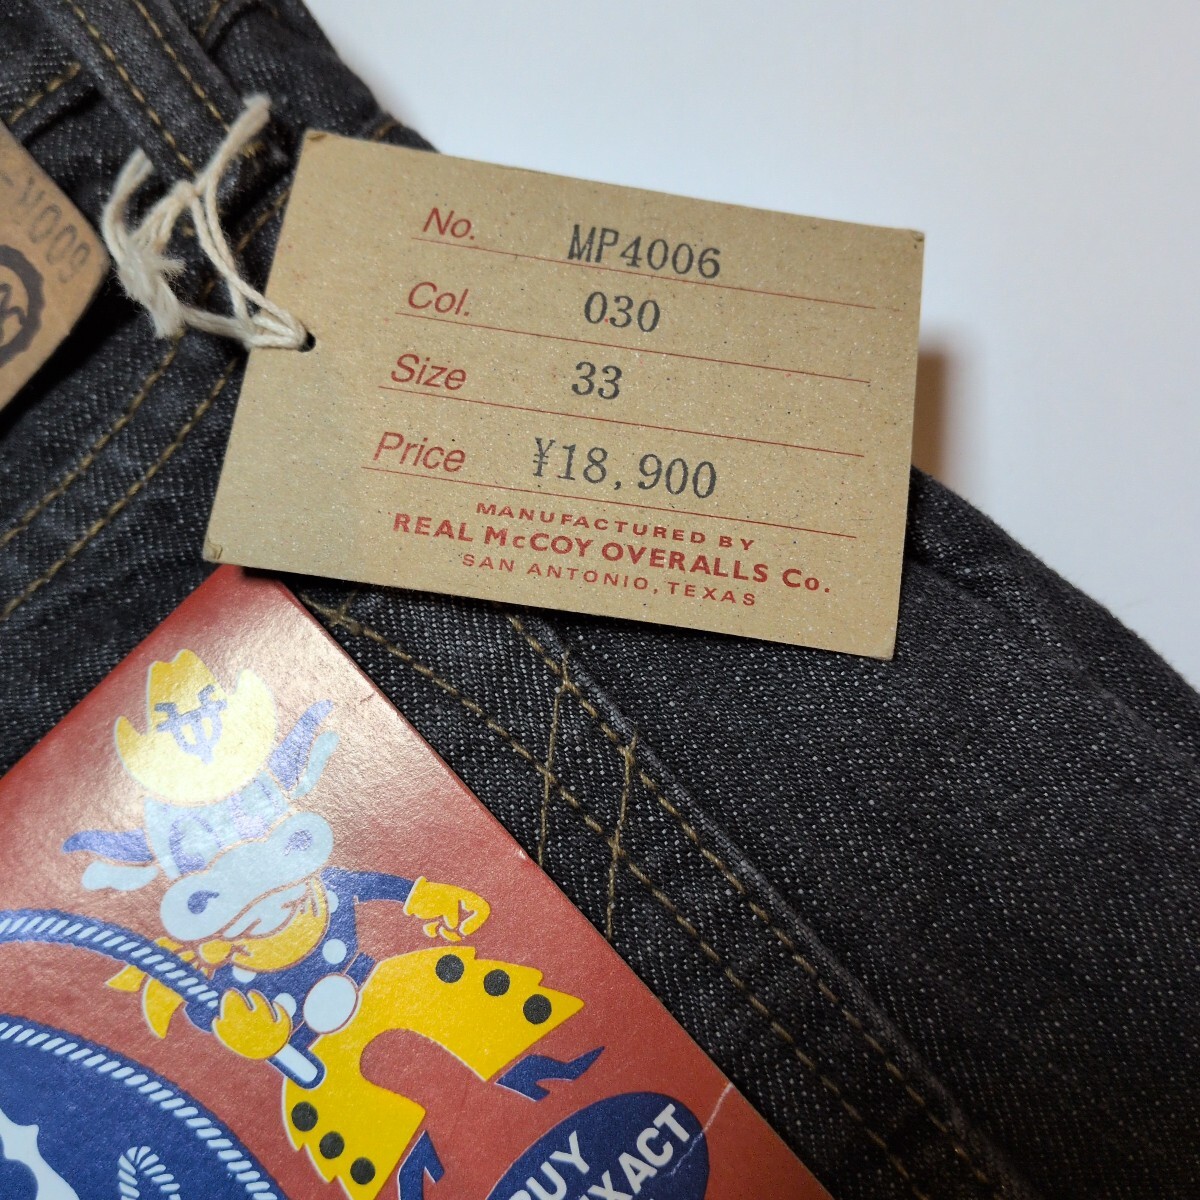 No. MP4006
Col. 030
Size 33
Price ¥18,900
MANUFACTURED BY
REAL McCOY OVERALLS Co.
SAN ANTONIO, TEXAS
BUY
EXACT